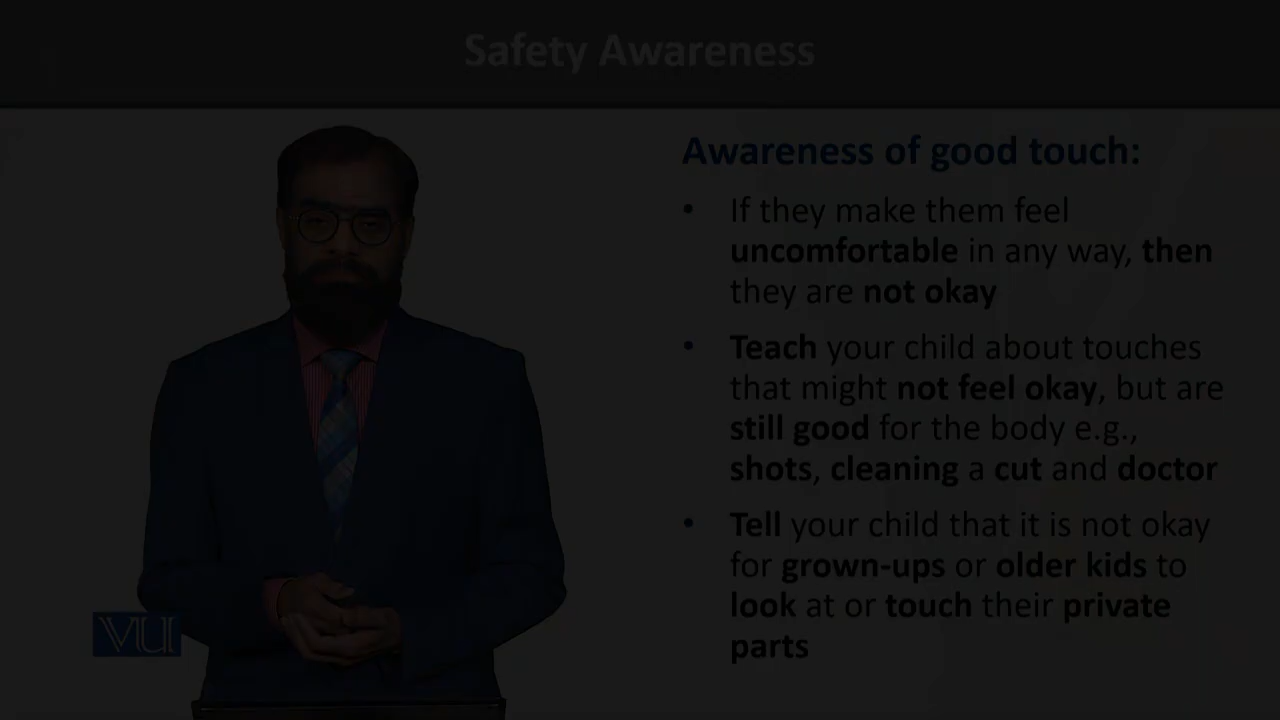 Safety Awareness
Awareness of good touch:
• If they make them feel
uncomfortable in any way, then
they are not okay
• Teach your child about touches
that might not feel okay, but are
still good for the body e.g.,
shots, cleaning a cut and doctor
• Tell your child that it is not okay
for grown-ups or older kids to
look at or touch their private
parts
VU